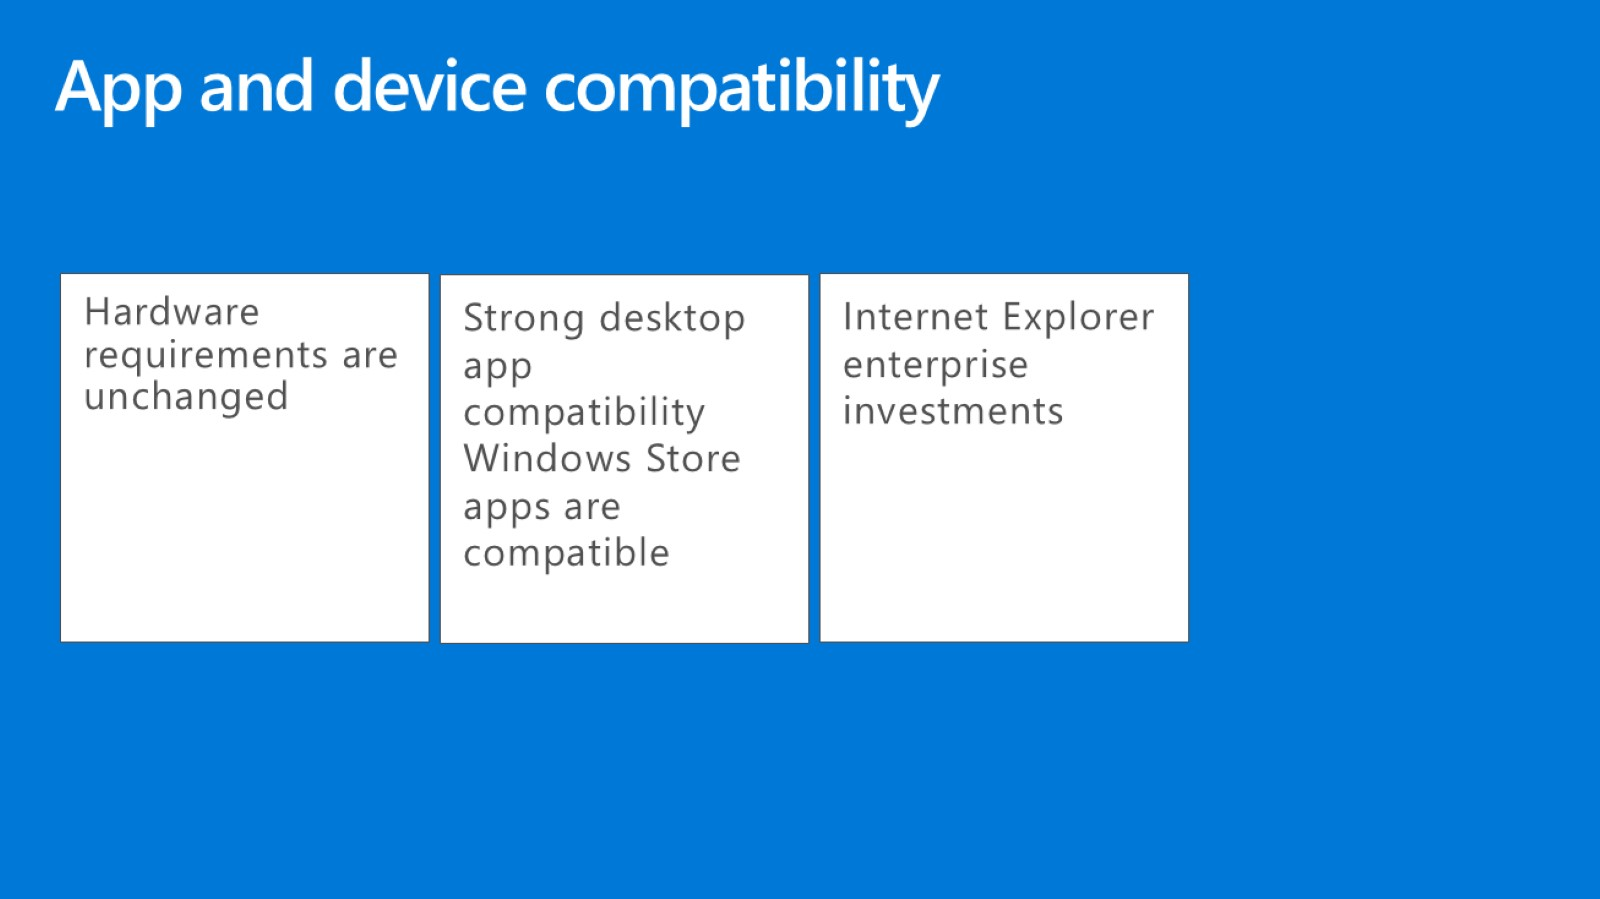 App and device compatibility
Hardware
requirements are
unchanged
Strong desktop
app
compatibility
Windows Store
apps are
compatible
Internet Explorer
enterprise
investments